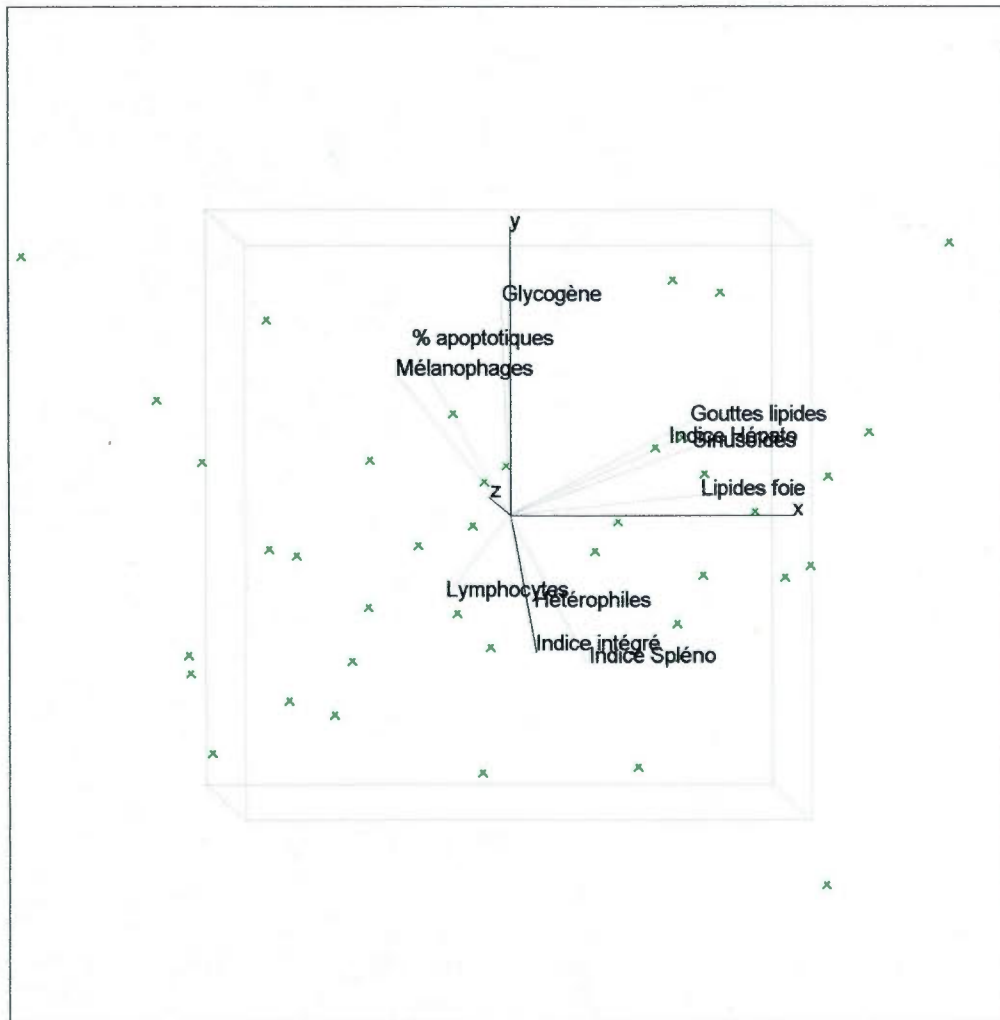 y
Glycogène
% apoptotiques
Mélanophages
Gouttes lipides
Indice Hépato
Sinusoïdes
z
Lipides foie
x
Lymphocytes
Hétérophiles
Indice intégré
Indice Spléno